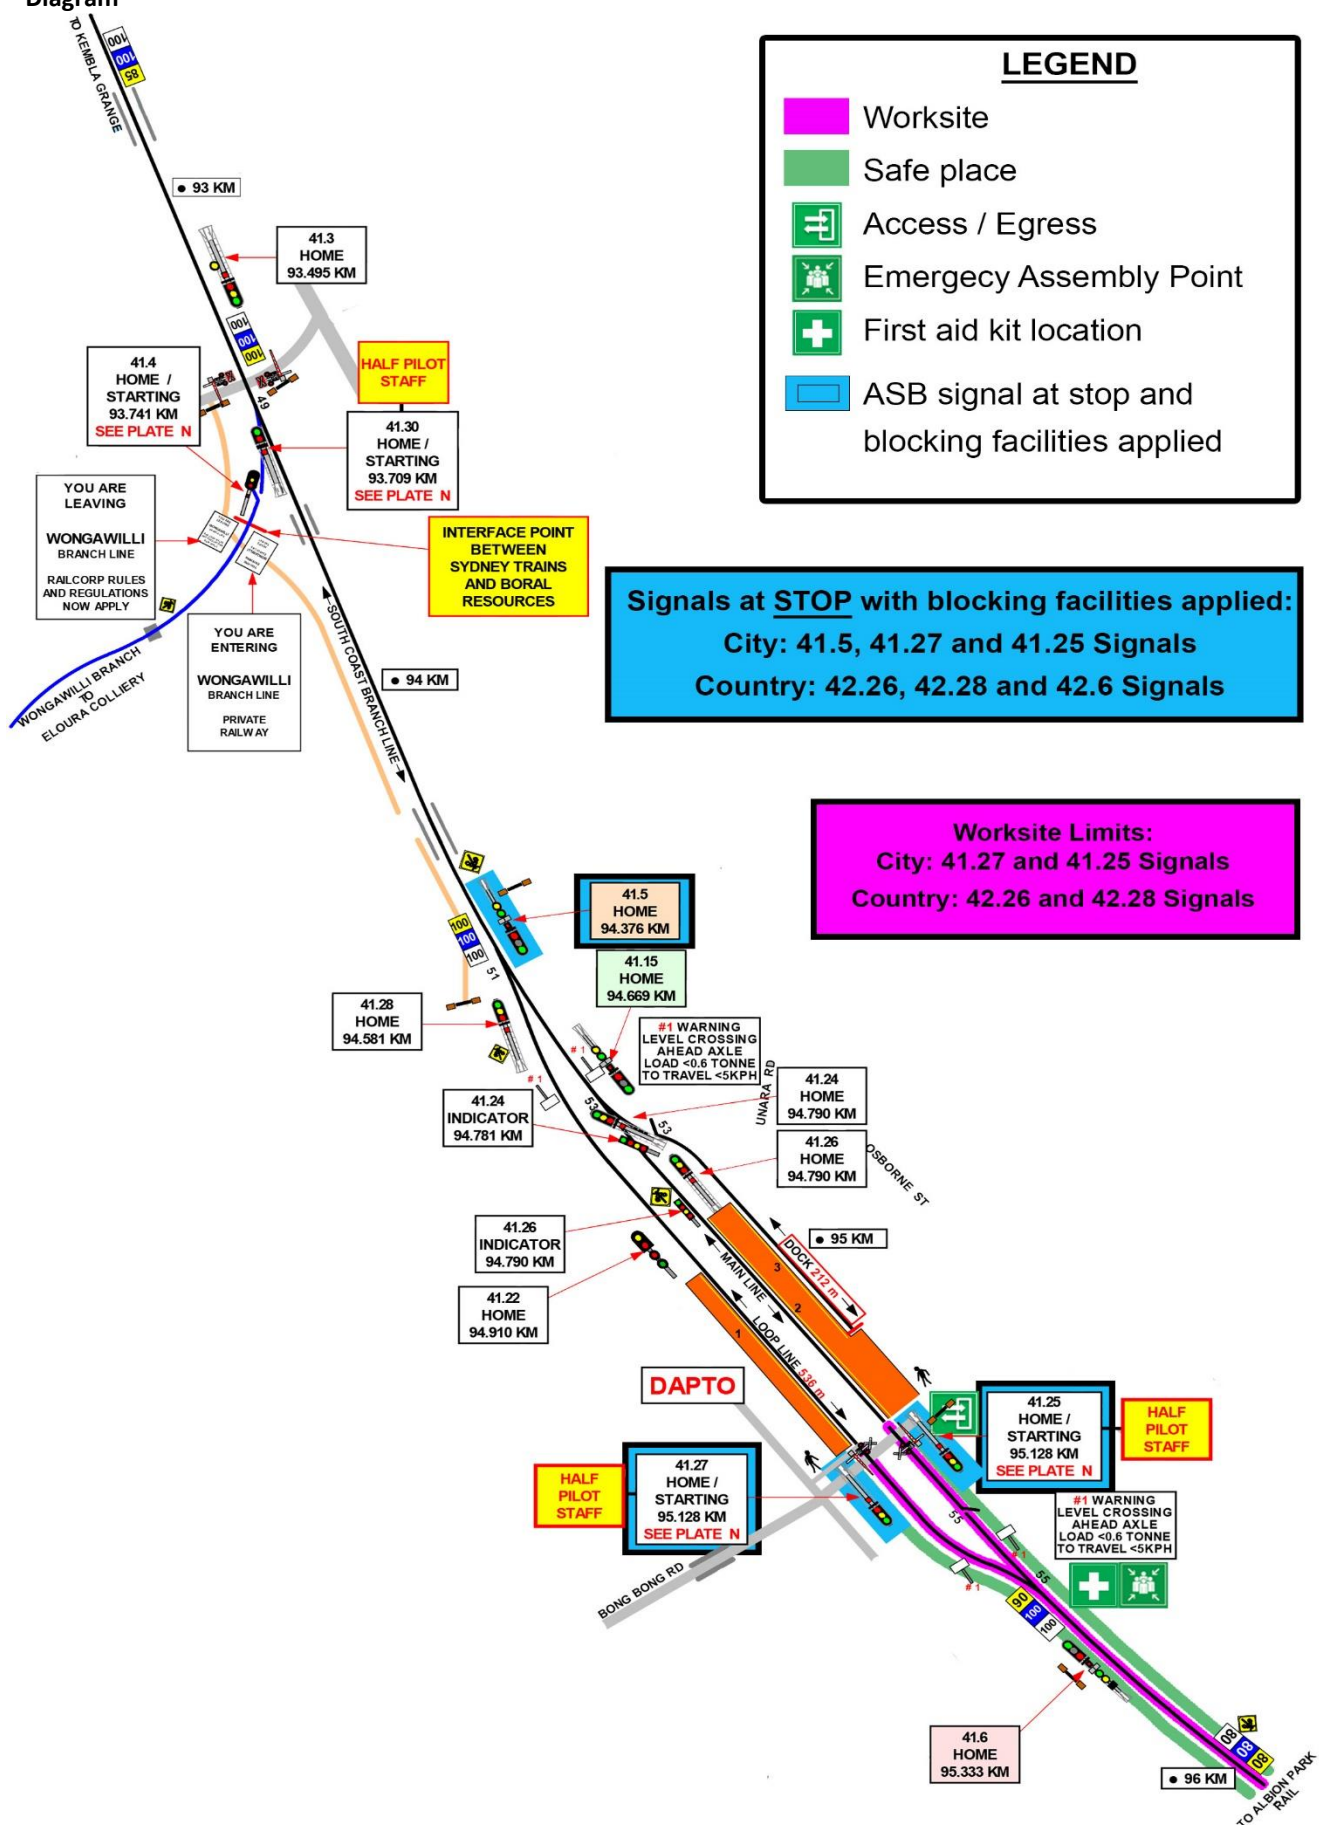 Diagram
TO KEMBLA GRANGE
100
100
85
• 93 KM
41.3
HOME
93.495 KM
LEGEND
Worksite
Safe place
Access / Egress
Emergecy Assembly Point
First aid kit location
ASB signal at stop and
blocking facilities applied
100
100
100
41.4
HOME /
STARTING
93.741 KM
SEE PLATE N
HALF PILOT
STAFF
49
41.30
HOME /
STARTING
93.709 KM
SEE PLATE N
YOU ARE
LEAVING
WONGAWILLI
BRANCH LINE
RAILCORP RULES
AND REGULATIONS
NOW APPLY
INTERFACE POINT
BETWEEN
SYDNEY TRAINS
AND BORAL
RESOURCES
YOU ARE
ENTERING
WONGAWILLI
BRANCH LINE
PRIVATE
RAILWAY
WONGAWILLI BRANCH
TO
ELOURA COLLIERY
SOUTH COAST BRANCH LINE
• 94 KM
Signals at STOP with blocking facilities applied:
City: 41.5, 41.27 and 41.25 Signals
Country: 42.26, 42.28 and 42.6 Signals
Worksite Limits:
City: 41.27 and 41.25 Signals
Country: 42.26 and 42.28 Signals
41.5
HOME
94.376 KM
100
100
100
51
41.15
HOME
94.669 KM
41.28
HOME
94.581 KM
#1 WARNING
LEVEL CROSSING
AHEAD AXLE
LOAD <0.6 TONNE
TO TRAVEL <5KPH
# 1
# 1
UNARA RD
41.24
HOME
94.790 KM
41.24
INDICATOR
94.781 KM
53
53
41.26
HOME
94.790 KM
OSBORNE ST
41.26
INDICATOR
94.790 KM
• 95 KM
DOCK 212 m
MAIN LINE
3
2
41.22
HOME
94.910 KM
LOOP LINE 536 m
1
DAPTO
41.25
HOME /
STARTING
95.128 KM
SEE PLATE N
HALF
PILOT
STAFF
HALF
PILOT
STAFF
41.27
HOME /
STARTING
95.128 KM
SEE PLATE N
#1 WARNING
LEVEL CROSSING
AHEAD AXLE
LOAD <0.6 TONNE
TO TRAVEL <5KPH
55
# 1
# 1
55
BONG BONG RD
90
100
100
41.6
HOME
95.333 KM
80
80
80
• 96 KM
TO ALBION PARK
RAIL